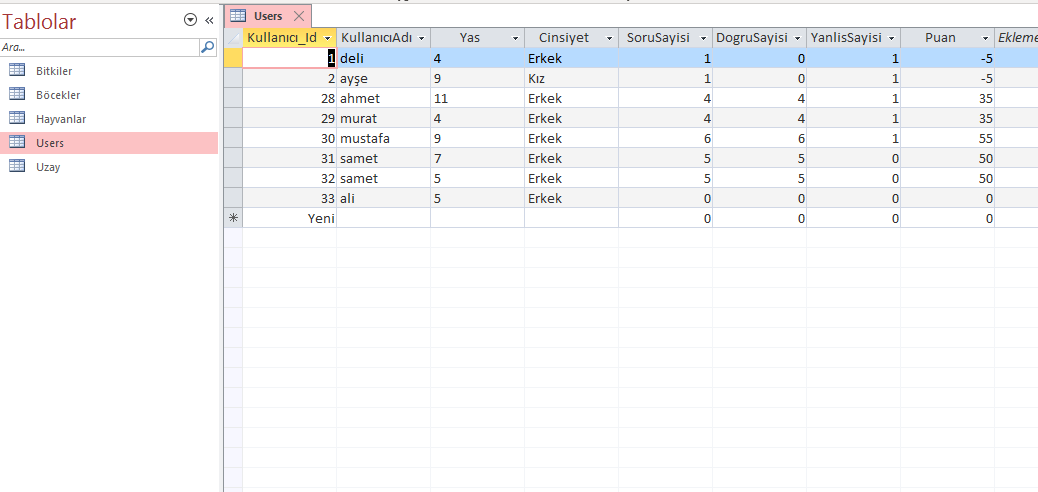 Tablolar
Ara...
Bitkiler
Böcekler
Hayvanlar
Users
Uzay
Users
Kullanıcı_Id KullanıcıAdı Yas Cinsiyet SoruSayisi DogruSayisi YanlisSayisi Puan Ekleme
1 deli 4 Erkek 1 0 1 -5
2 ayşe 9 Kız 1 0 1 -5
28 ahmet 11 Erkek 4 4 1 35
29 murat 4 Erkek 4 4 1 35
30 mustafa 9 Erkek 6 6 1 55
31 samet 7 Erkek 5 5 0 50
32 samet 5 Erkek 5 5 0 50
33 ali 5 Erkek 0 0 0 0
Yeni 0 0 0 0